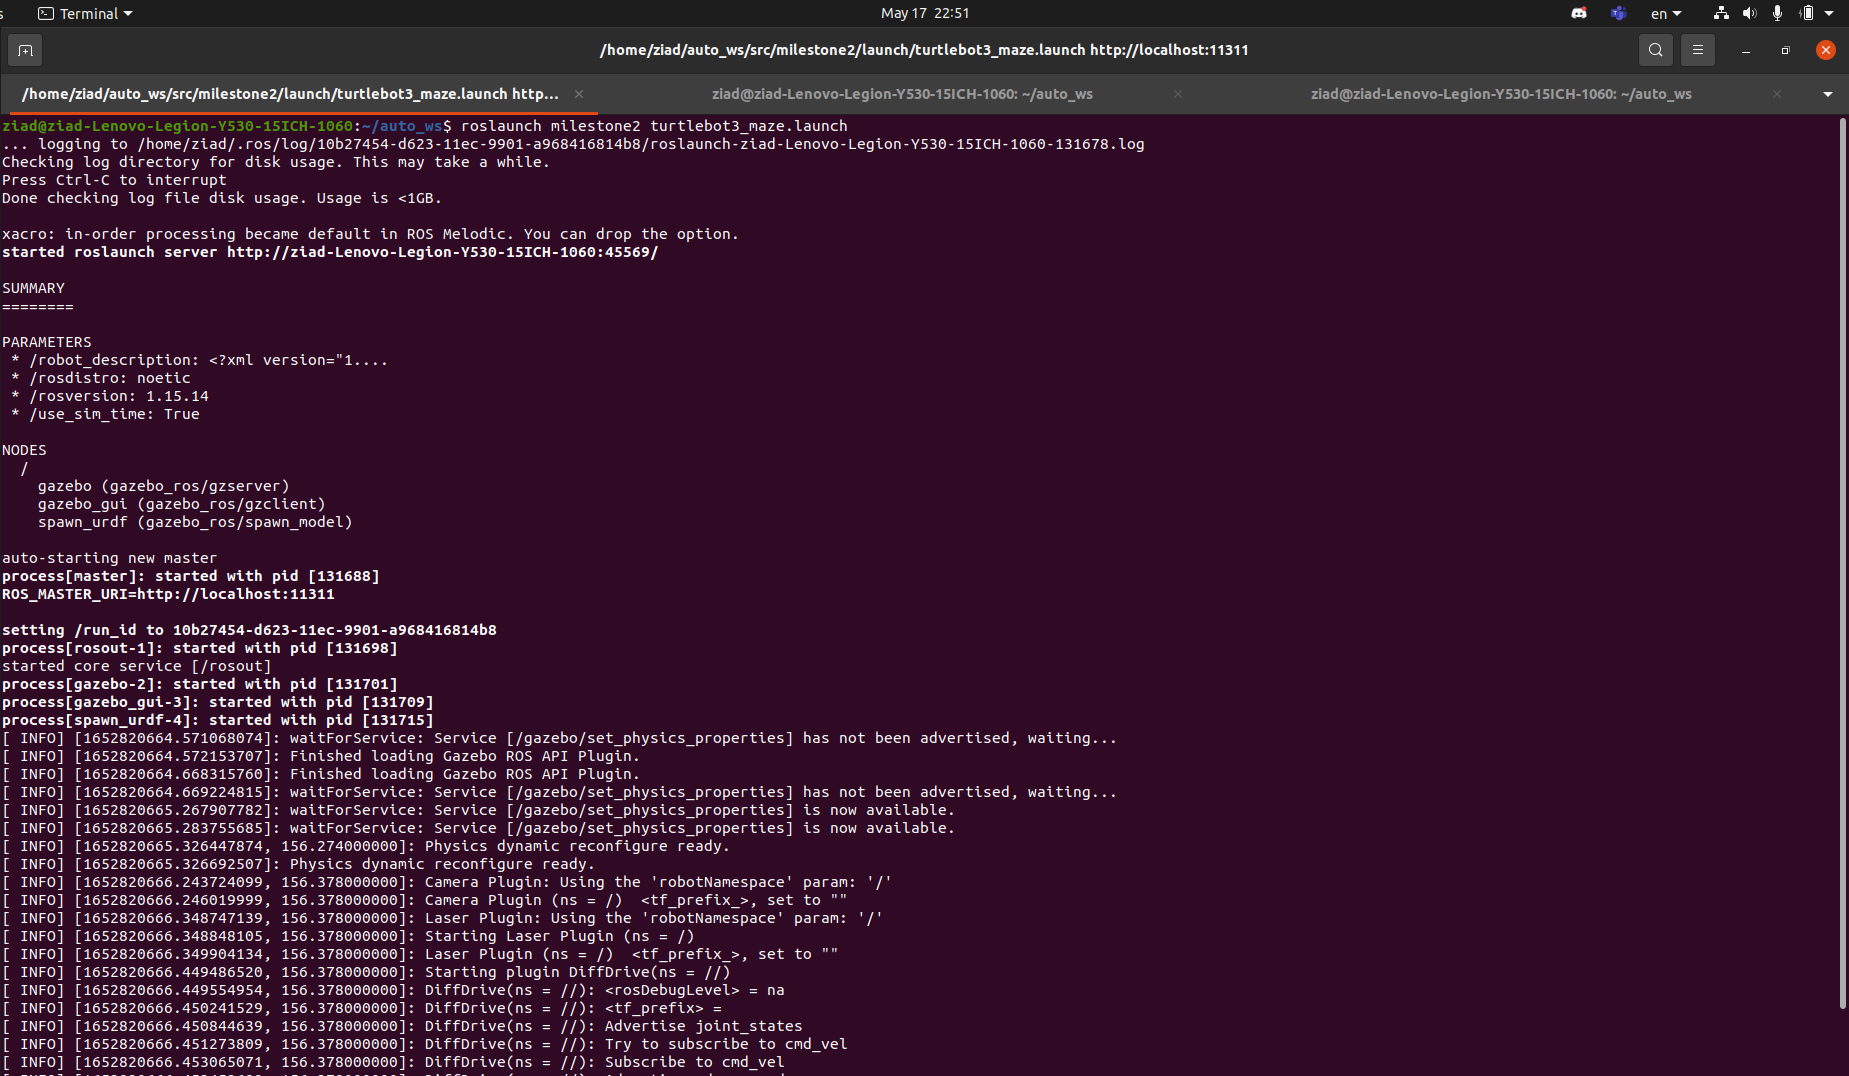 Terminal
May 17 22:51
en
/home/ziad/auto_ws/src/milestone2/launch/turtlebot3_maze.launch http://localhost:11311
/home/ziad/auto_ws/src/milestone2/launch/turtlebot3_maze.launch http...
ziad@ziad-Lenovo-Legion-Y530-15ICH-1060: ~/auto_ws
ziad@ziad-Lenovo-Legion-Y530-15ICH-1060: ~/auto_ws
ziad@ziad-Lenovo-Legion-Y530-15ICH-1060:~/auto_ws$ roslaunch milestone2 turtlebot3_maze.launch
... logging to /home/ziad/.ros/log/10b27454-d623-11ec-9901-a968416814b8/roslaunch-ziad-Lenovo-Legion-Y530-15ICH-1060-131678.log
Checking log directory for disk usage. This may take a while.
Press Ctrl-C to interrupt
Done checking log file disk usage. Usage is <1GB.
xacro: in-order processing became default in ROS Melodic. You can drop the option.
started roslaunch server http://ziad-Lenovo-Legion-Y530-15ICH-1060:45569/
SUMMARY
========
PARAMETERS
* /robot_description: <?xml version="1....
* /rosdistro: noetic
* /rosversion: 1.15.14
* /use_sim_time: True
NODES
/
gazebo (gazebo_ros/gzserver)
gazebo_gui (gazebo_ros/gzclient)
spawn_urdf (gazebo_ros/spawn_model)
auto-starting new master
process[master]: started with pid [131688]
ROS_MASTER_URI=http://localhost:11311
setting /run_id to 10b27454-d623-11ec-9901-a968416814b8
process[rosout-1]: started with pid [131698]
started core service [/rosout]
process[gazebo-2]: started with pid [131701]
process[gazebo_gui-3]: started with pid [131709]
process[spawn_urdf-4]: started with pid [131715]
[ INFO] [1652820664.571068074]: waitForService: Service [/gazebo/set_physics_properties] has not been advertised, waiting...
[ INFO] [1652820664.572153707]: Finished loading Gazebo ROS API Plugin.
[ INFO] [1652820664.668315760]: Finished loading Gazebo ROS API Plugin.
[ INFO] [1652820664.669224815]: waitForService: Service [/gazebo/set_physics_properties] has not been advertised, waiting...
[ INFO] [1652820665.267907782]: waitForService: Service [/gazebo/set_physics_properties] is now available.
[ INFO] [1652820665.283755685]: waitForService: Service [/gazebo/set_physics_properties] is now available.
[ INFO] [1652820665.326447874, 156.274000000]: Physics dynamic reconfigure ready.
[ INFO] [1652820665.326692507]: Physics dynamic reconfigure ready.
[ INFO] [1652820666.243724099, 156.378000000]: Camera Plugin: Using the 'robotNamespace' param: '/'
[ INFO] [1652820666.246019999, 156.378000000]: Camera Plugin (ns = /)  <tf_prefix_>, set to ""
[ INFO] [1652820666.348747139, 156.378000000]: Laser Plugin: Using the 'robotNamespace' param: '/'
[ INFO] [1652820666.348848105, 156.378000000]: Starting Laser Plugin (ns = /)
[ INFO] [1652820666.349904134, 156.378000000]: Laser Plugin (ns = /)  <tf_prefix_>, set to ""
[ INFO] [1652820666.449486520, 156.378000000]: Starting plugin DiffDrive(ns = //)
[ INFO] [1652820666.449554954, 156.378000000]: DiffDrive(ns = //): <rosDebugLevel> = na
[ INFO] [1652820666.450241529, 156.378000000]: DiffDrive(ns = //): <tf_prefix> =
[ INFO] [1652820666.450844639, 156.378000000]: DiffDrive(ns = //): Advertise joint_states
[ INFO] [1652820666.451273809, 156.378000000]: DiffDrive(ns = //): Try to subscribe to cmd_vel
[ INFO] [1652820666.453065071, 156.378000000]: DiffDrive(ns = //): Subscribe to cmd_vel